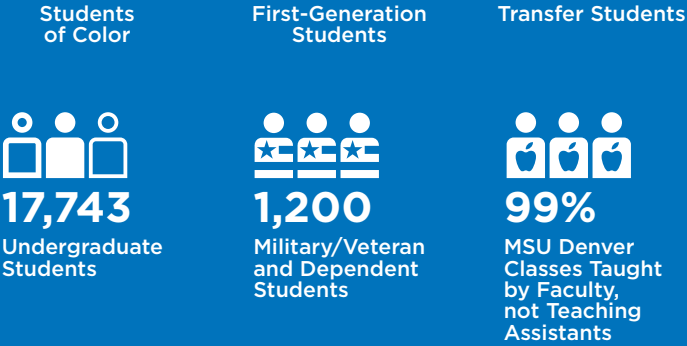 Students
of Color
First-Generation
Students
Transfer Students
17,743
Undergraduate
Students
1,200
Military/Veteran
and Dependent
Students
99%
MSU Denver
Classes Taught
by Faculty,
not Teaching
Assistants